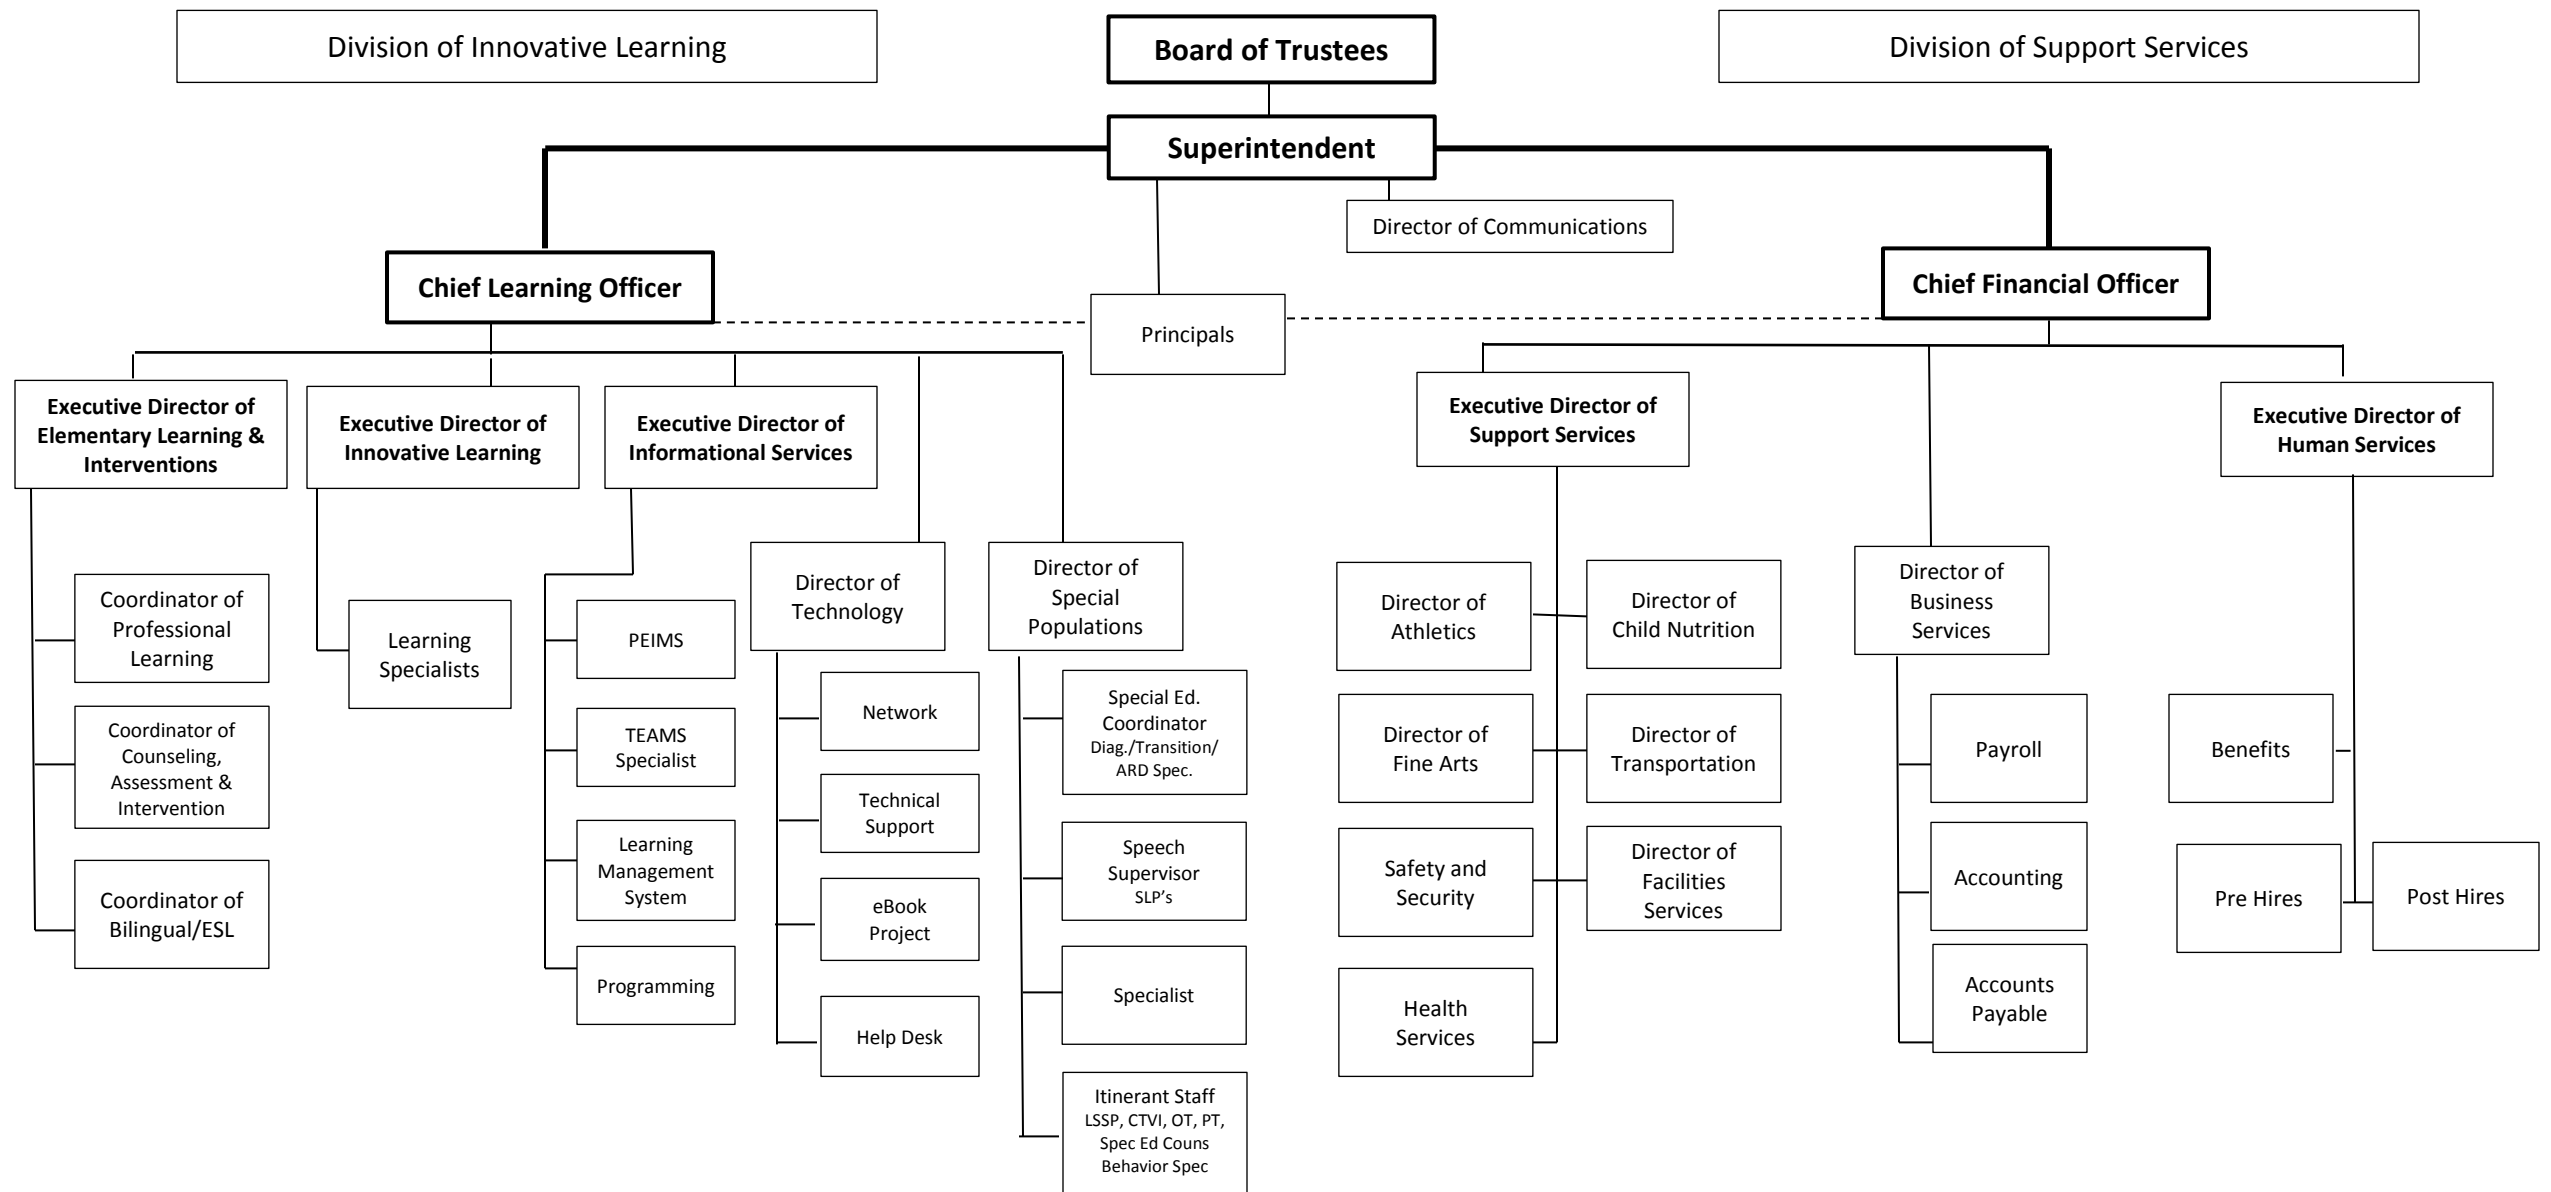 Division of Innovative Learning
Board of Trustees
Division of Support Services
Superintendent
Director of Communications
Chief Learning Officer
Chief Financial Officer
Principals
Executive Director of
Elementary Learning &
Interventions
Executive Director of
Innovative Learning
Executive Director of
Informational Services
Executive Director of
Support Services
Executive Director of
Human Services
Coordinator of
Professional
Learning
Coordinator of
Counseling,
Assessment &
Intervention
Coordinator of
Bilingual/ESL
Learning
Specialists
PEIMS
TEAMS
Specialist
Learning
Management
System
Programming
Director of
Technology
Network
Technical
Support
eBook
Project
Help Desk
Director of
Special
Populations
Special Ed.
Coordinator
Diag./Transition/
ARD Spec.
Speech
Supervisor
SLP’s
Specialist
Itinerant Staff
LSSP, CTVI, OT, PT,
Spec Ed Couns
Behavior Spec
Director of
Athletics
Director of
Child Nutrition
Director of
Fine Arts
Director of
Transportation
Safety and
Security
Director of
Facilities
Services
Health
Services
Director of
Business
Services
Payroll
Accounting
Accounts
Payable
Benefits
Pre Hires
Post Hires